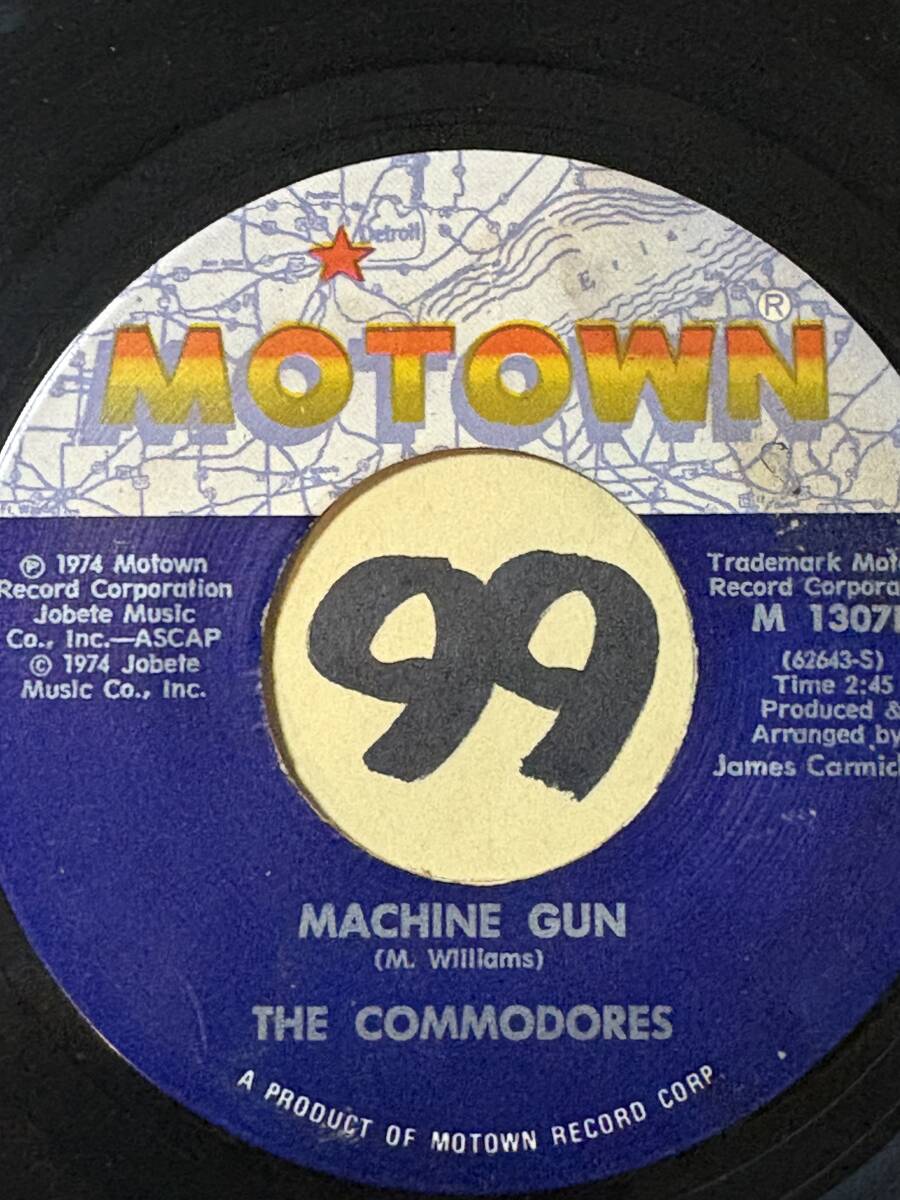 Detroit
E r i e
®
MOTOWN
℗ 1974 Motown
Record Corporation
Jobete Music
Co., Inc.—ASCAP
© 1974 Jobete
Music Co., Inc.
Trademark Mot
Record Corpora
M 1307
(62643-S)
Time 2:45
Produced &
Arranged by
James Carmic
99
MACHINE GUN
(M. Williams)
THE COMMODORES
A PRODUCT OF MOTOWN RECORD CORP.